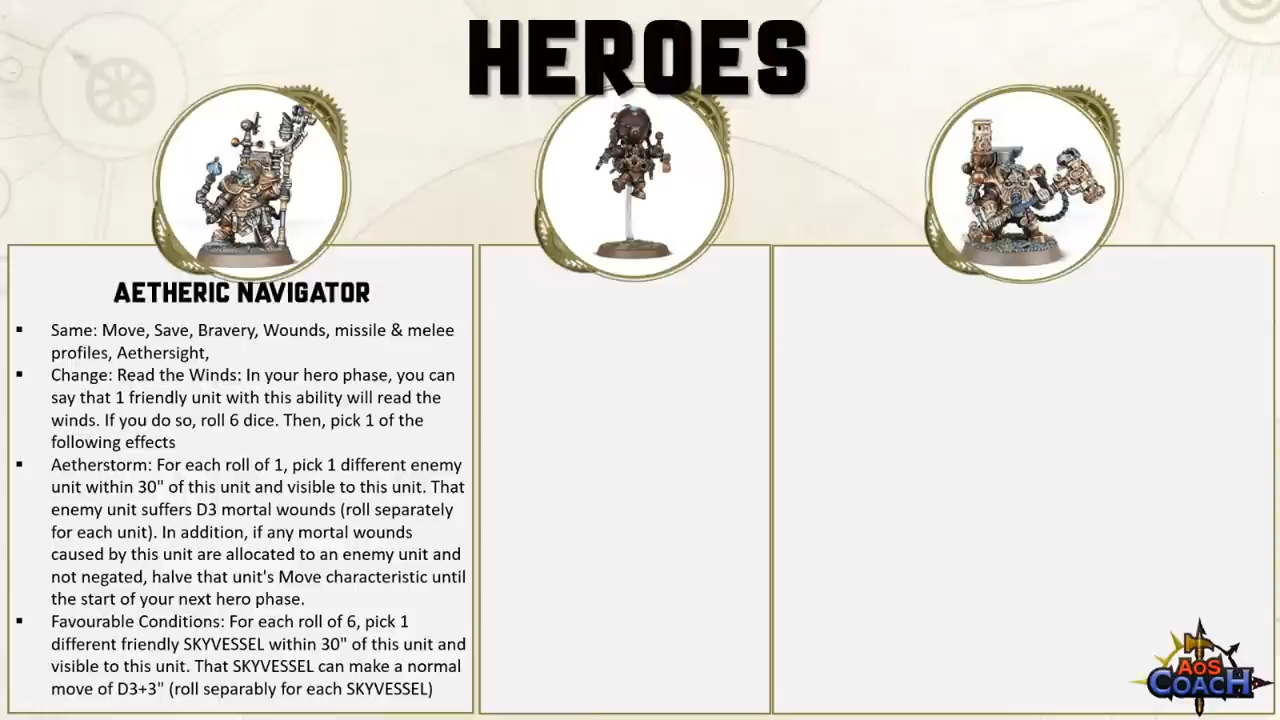 HEROES
AETHERIC NAVIGATOR
▪ Same: Move, Save, Bravery, Wounds, missile & melee
profiles, Aethersight,
▪ Change: Read the Winds: In your hero phase, you can
say that 1 friendly unit with this ability will read the
winds. If you do so, roll 6 dice. Then, pick 1 of the
following effects
▪ Aetherstorm: For each roll of 1, pick 1 different enemy
unit within 30" of this unit and visible to this unit. That
enemy unit suffers D3 mortal wounds (roll separately
for each unit). In addition, if any mortal wounds
caused by this unit are allocated to an enemy unit and
not negated, halve that unit's Move characteristic until
the start of your next hero phase.
▪ Favourable Conditions: For each roll of 6, pick 1
different friendly SKYVESSEL within 30" of this unit and
visible to this unit. That SKYVESSEL can make a normal
move of D3+3" (roll separably for each SKYVESSEL)
AoS
COACH